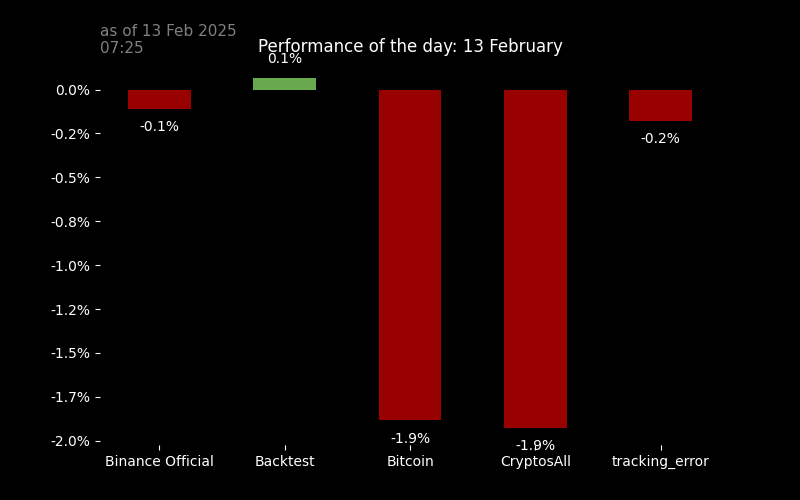 as of 13 Feb 2025
07:25
Performance of the day: 13 February
0.1%
0.0%
-0.1%
-0.2%
-0.2%
-0.5%
-0.8%
-1.0%
-1.2%
-1.5%
-1.7%
-2.0%
-1.9%
-1.9%
Binance Official
Backtest
Bitcoin
CryptosAll
tracking_error